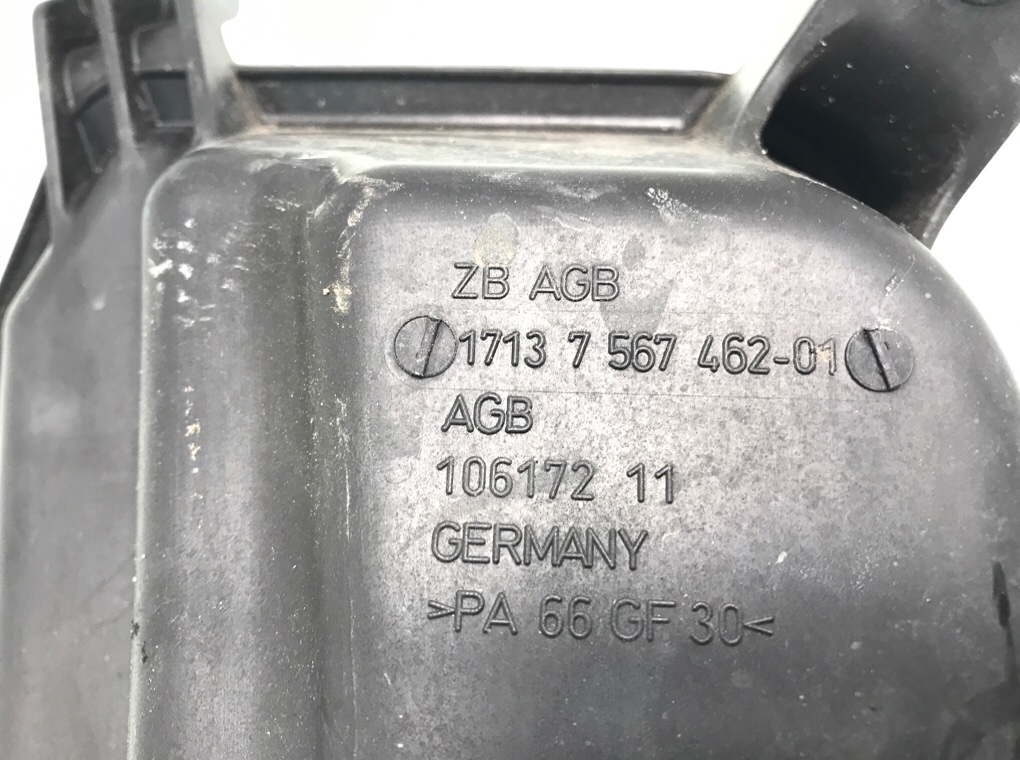 ZB AGB
1713 7 567 462-01
AGB
106172 11
GERMANY
>PA 66 GF 30<